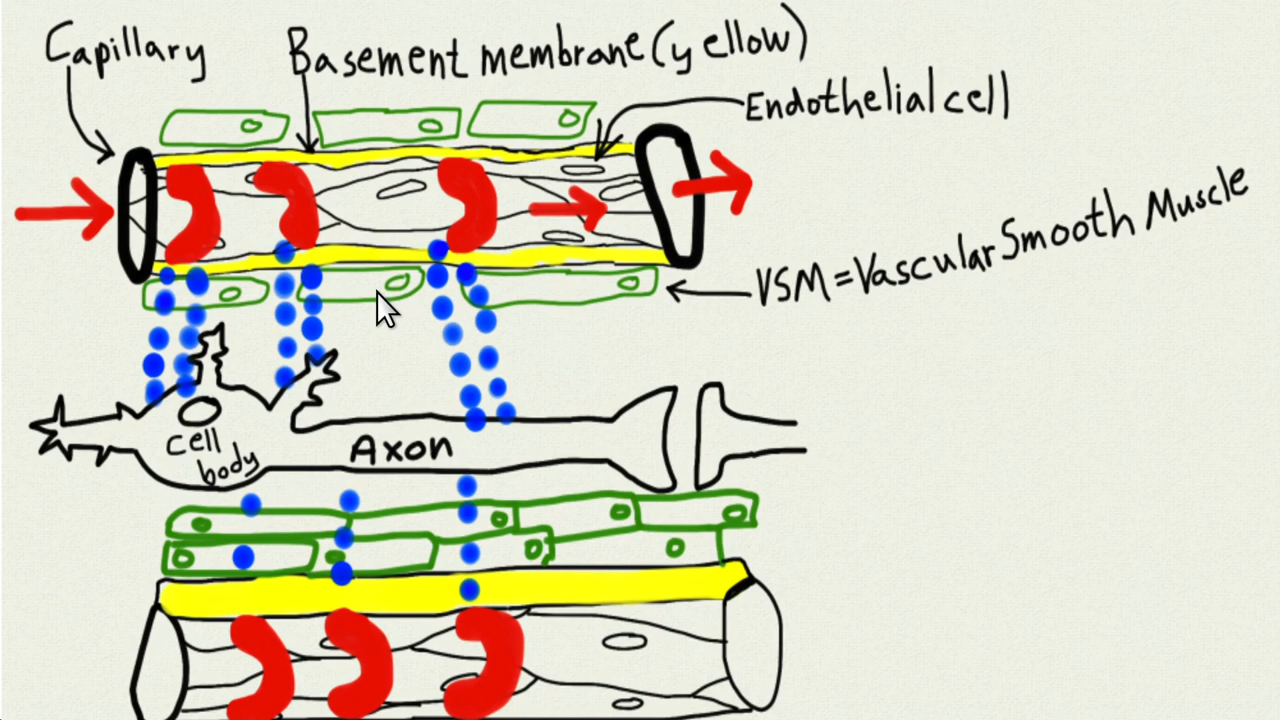 Capillary
Basement membrane (yellow)
Endothelial cell
VSM = Vascular Smooth Muscle
Cell
body
Axon